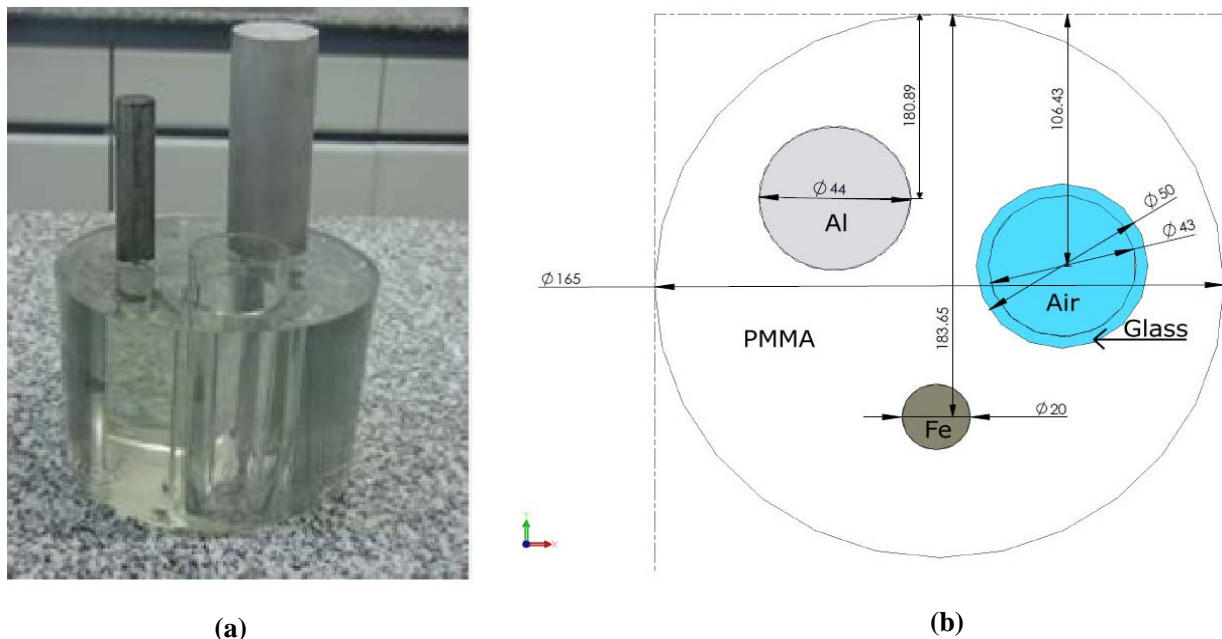 180.89
106.43
Ø 44
Al
Ø 50
Ø 43
Ø 165
Air
183.65
PMMA
Glass
Fe
Ø 20
Y
X
(a)
(b)